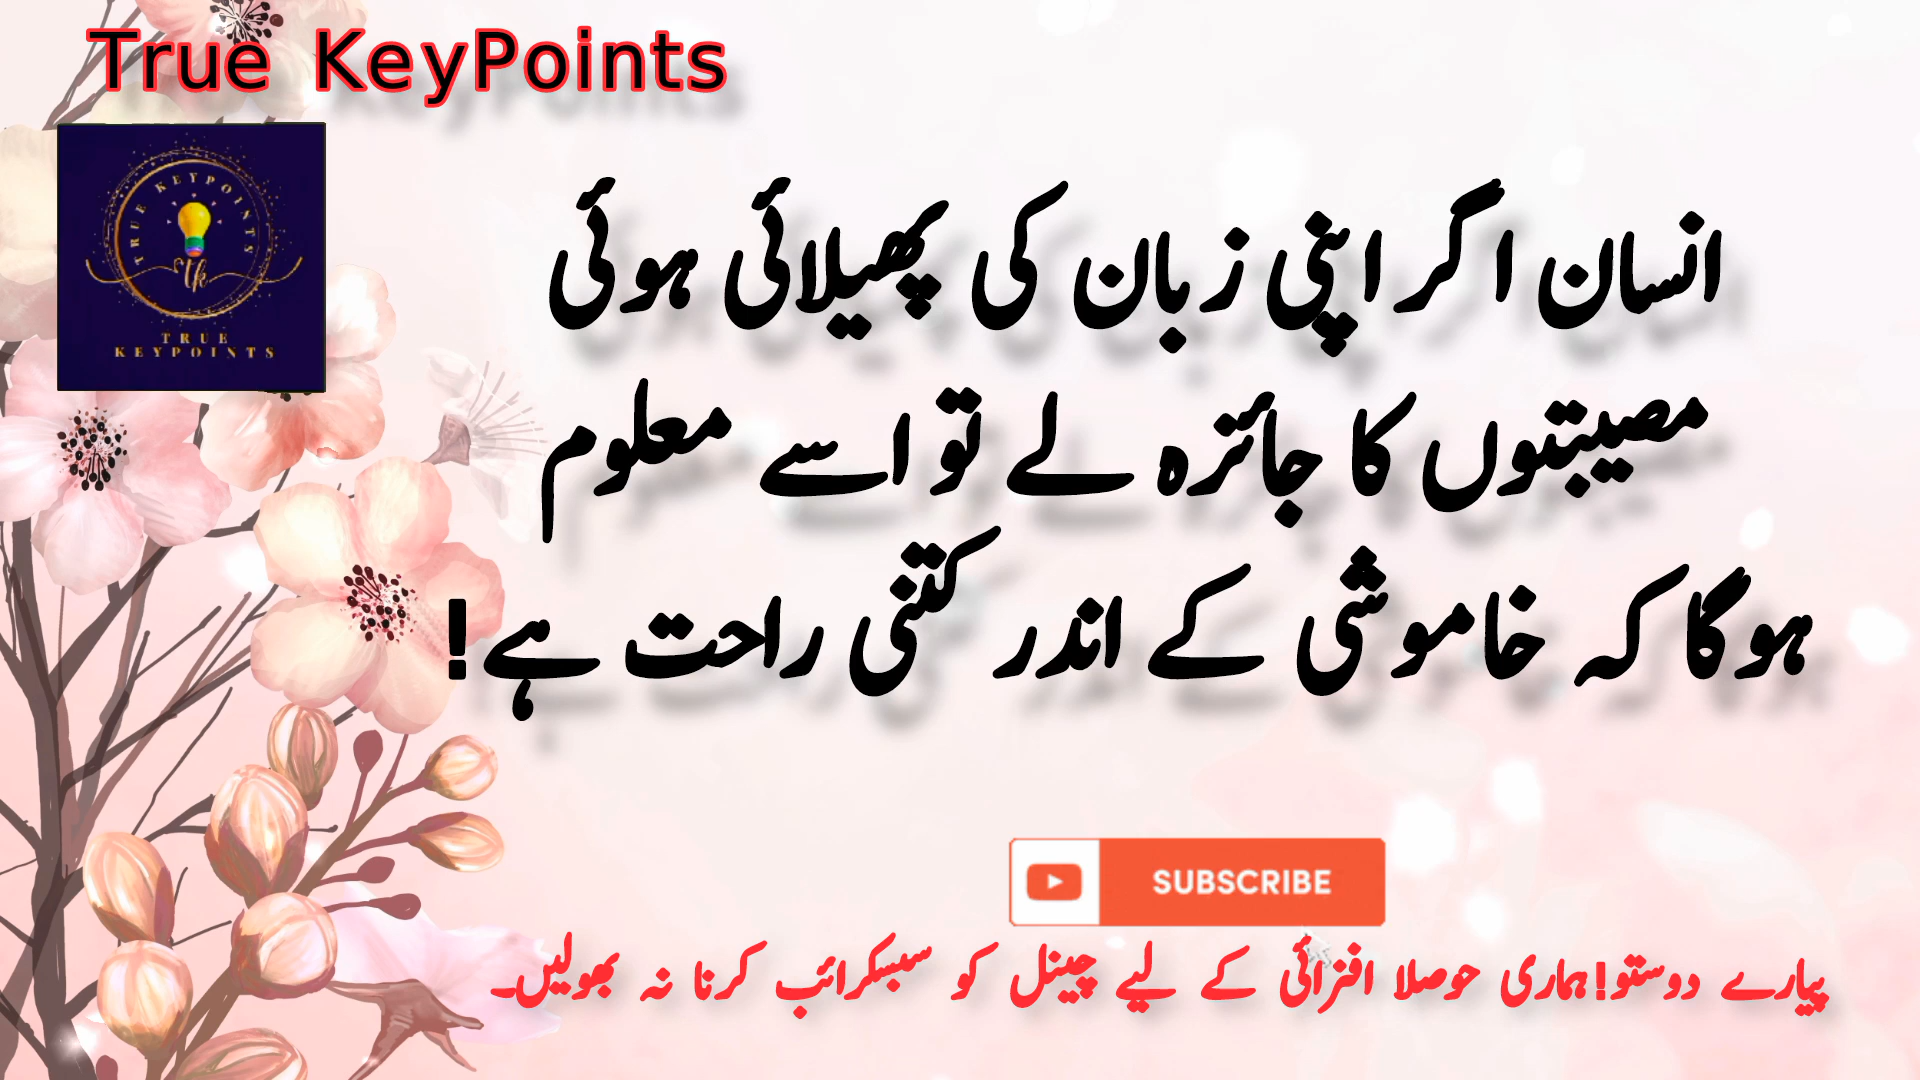 True KeyPoints
TRUE KEYPOINTS
tk
TRUE
KEYPOINTS
انسان اگر اپنی زبان کی پھیلائی ہوئی
مصیبتوں کا جائزہ لے تو اسے معلوم
ہوگا کہ خاموشی کے اندر کتنی راحت ہے!
SUBSCRIBE
پیارے دوستو!ہماری حوصلا افزائی کے لیے چینل کو سبسکرائب کرنا نہ بھولیں۔